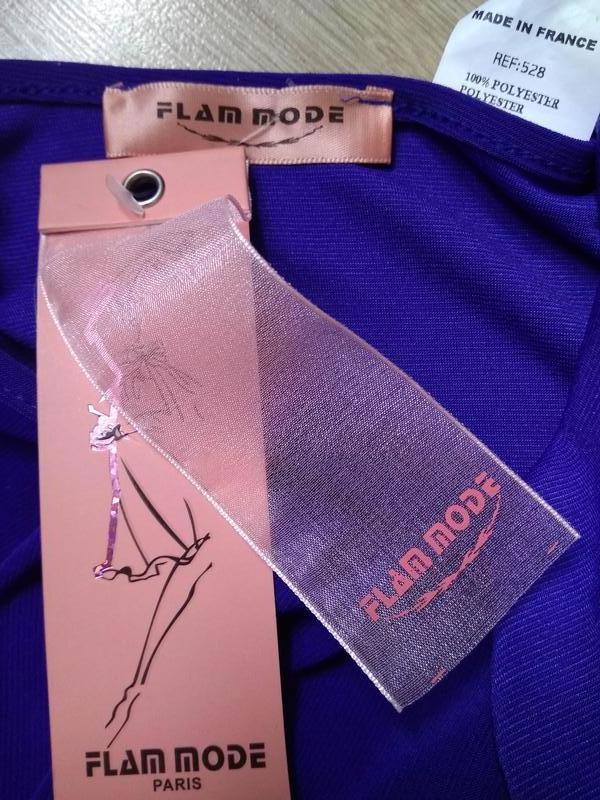 MADE IN FRANCE
REF:528
100% POLYESTER
POLYESTER
FLAM MODE
FLAM MODE
FLAM MODE
PARIS